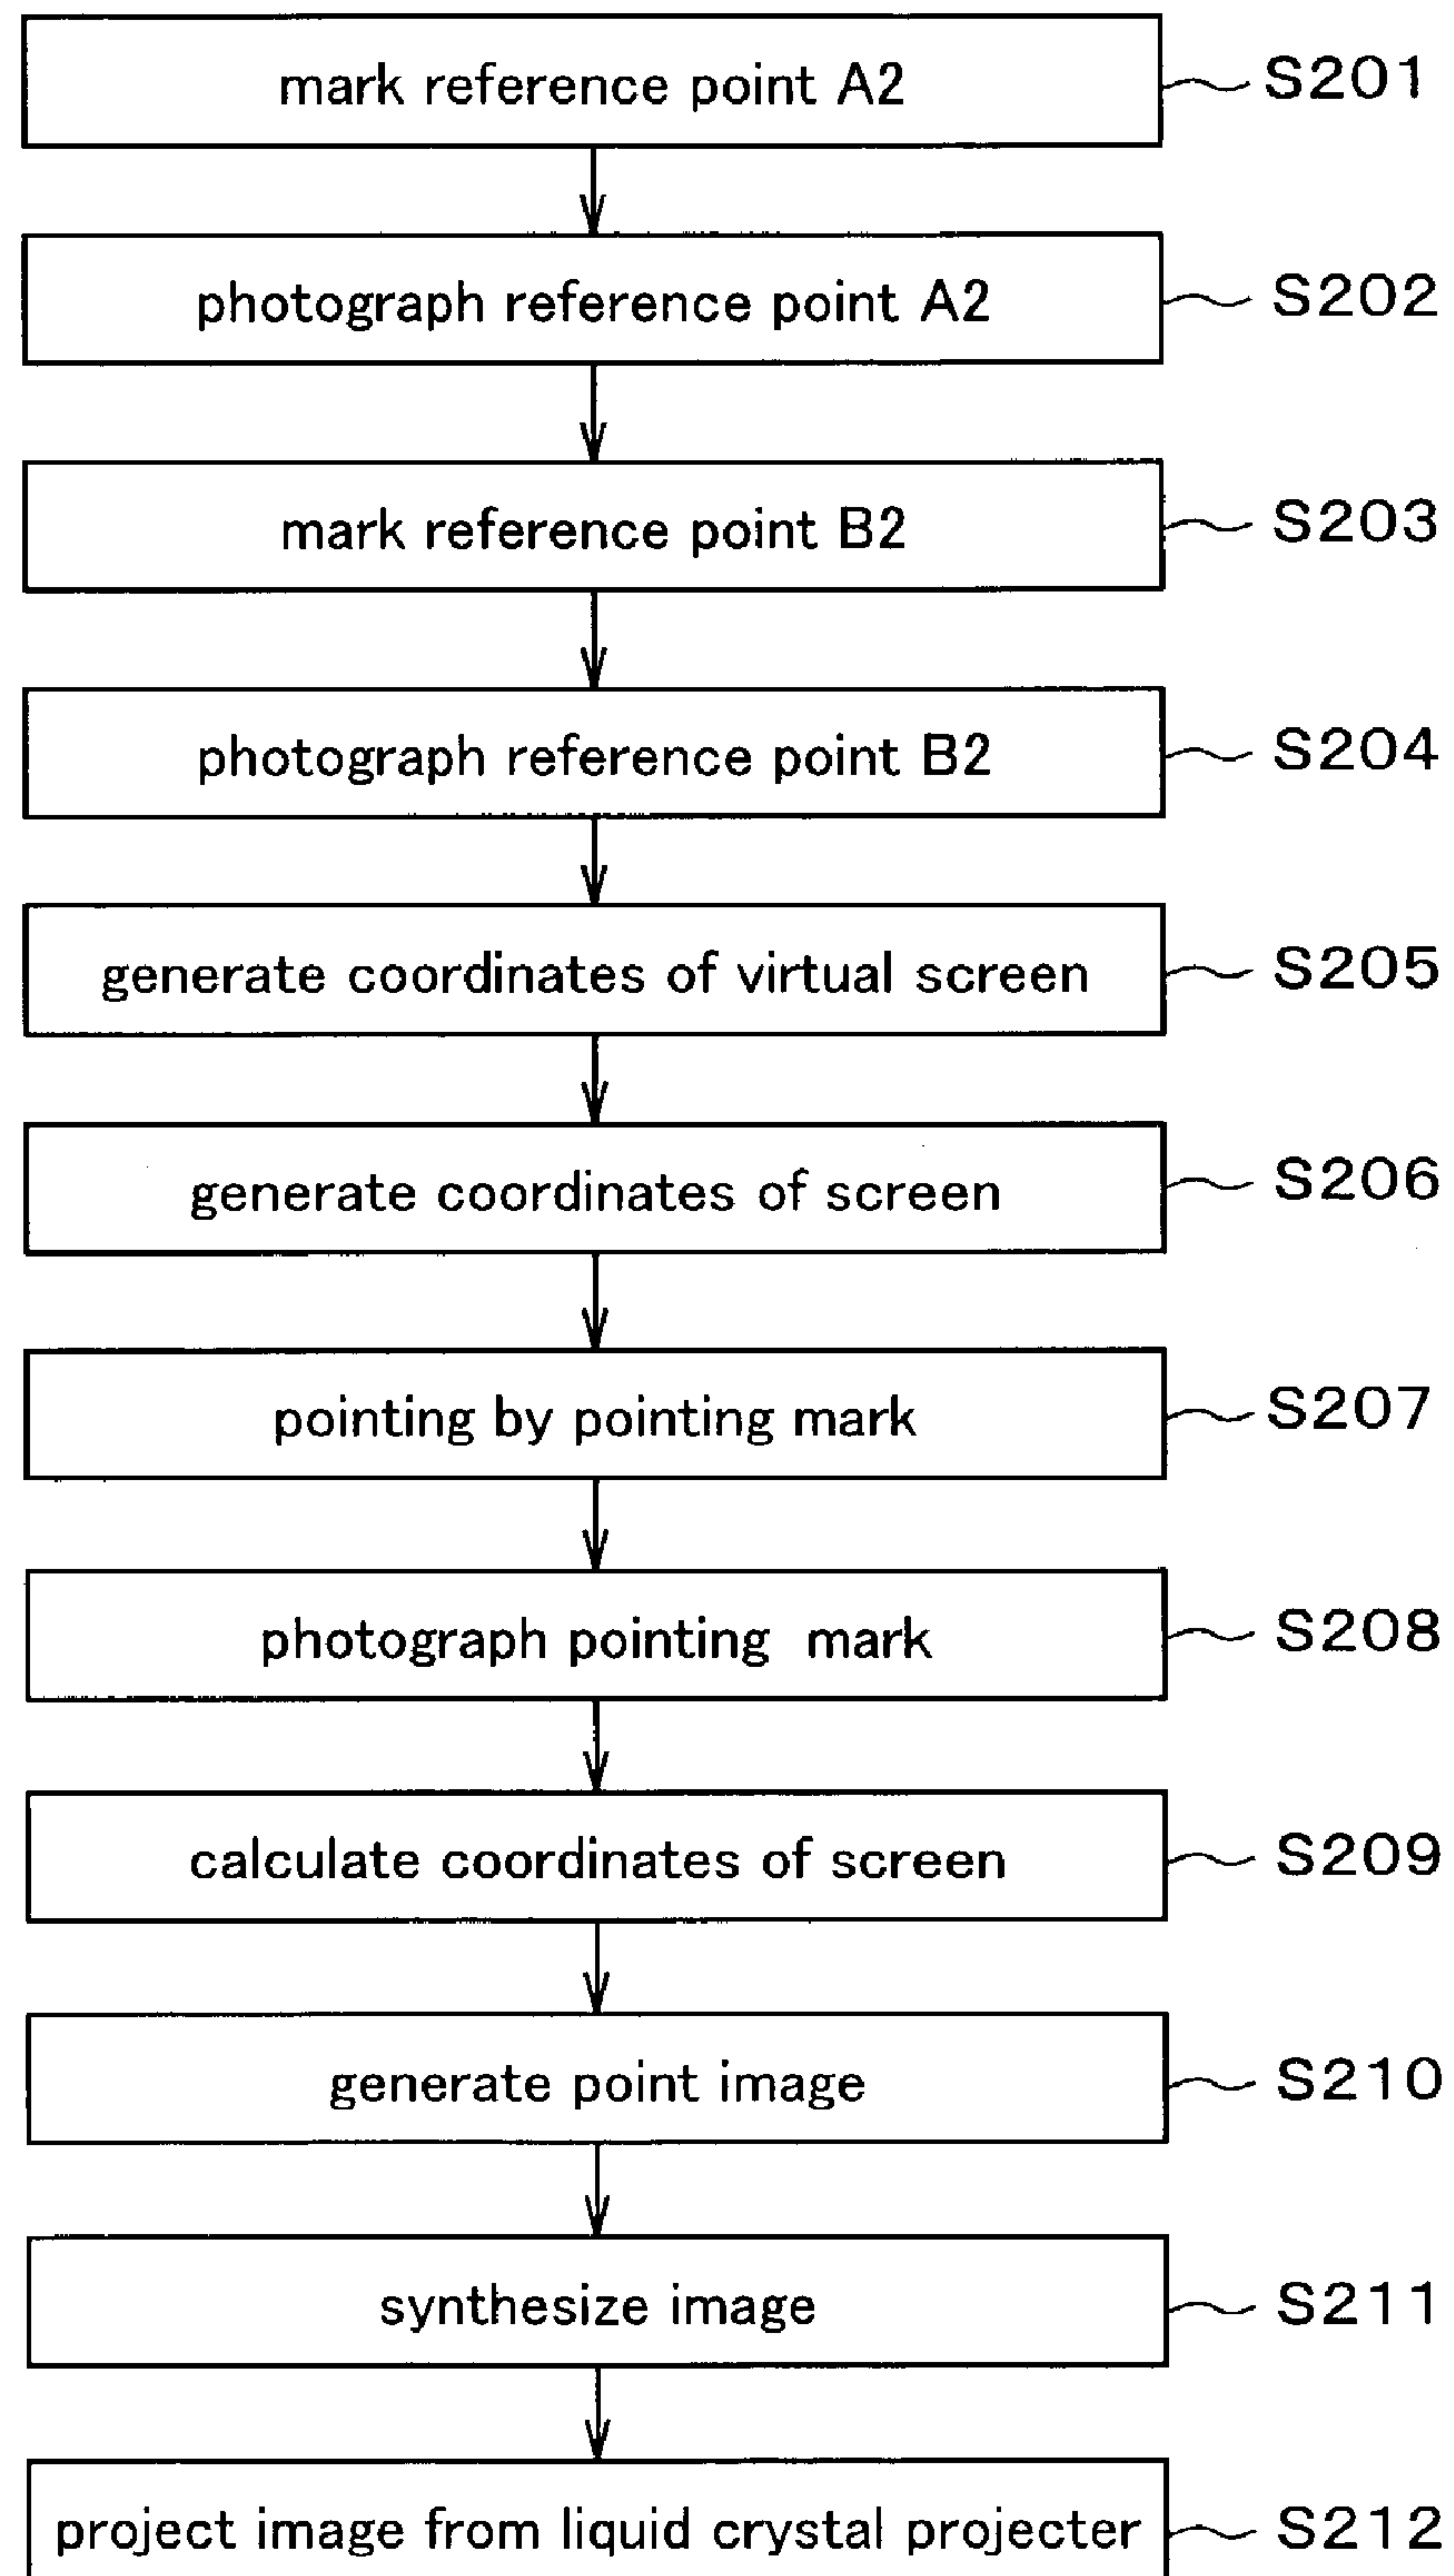 mark reference point A2 S201
photograph reference point A2 S202
mark reference point B2 S203
photograph reference point B2 S204
generate coordinates of virtual screen S205
generate coordinates of screen S206
pointing by pointing mark S207
photograph pointing mark S208
calculate coordinates of screen S209
generate point image S210
synthesize image S211
project image from liquid crystal projecter S212